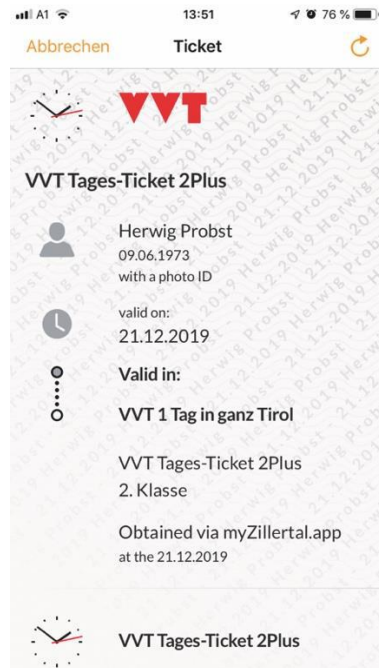 A1
13:51
76 %
Abbrechen
Ticket
VVT
VVT Tages-Ticket 2Plus
Herwig Probst
09.06.1973
with a photo ID
valid on:
21.12.2019
Valid in:
VVT 1 Tag in ganz Tirol
VVT Tages-Ticket 2Plus
2. Klasse
Obtained via myZillertal.app
at the 21.12.2019
VVT Tages-Ticket 2Plus